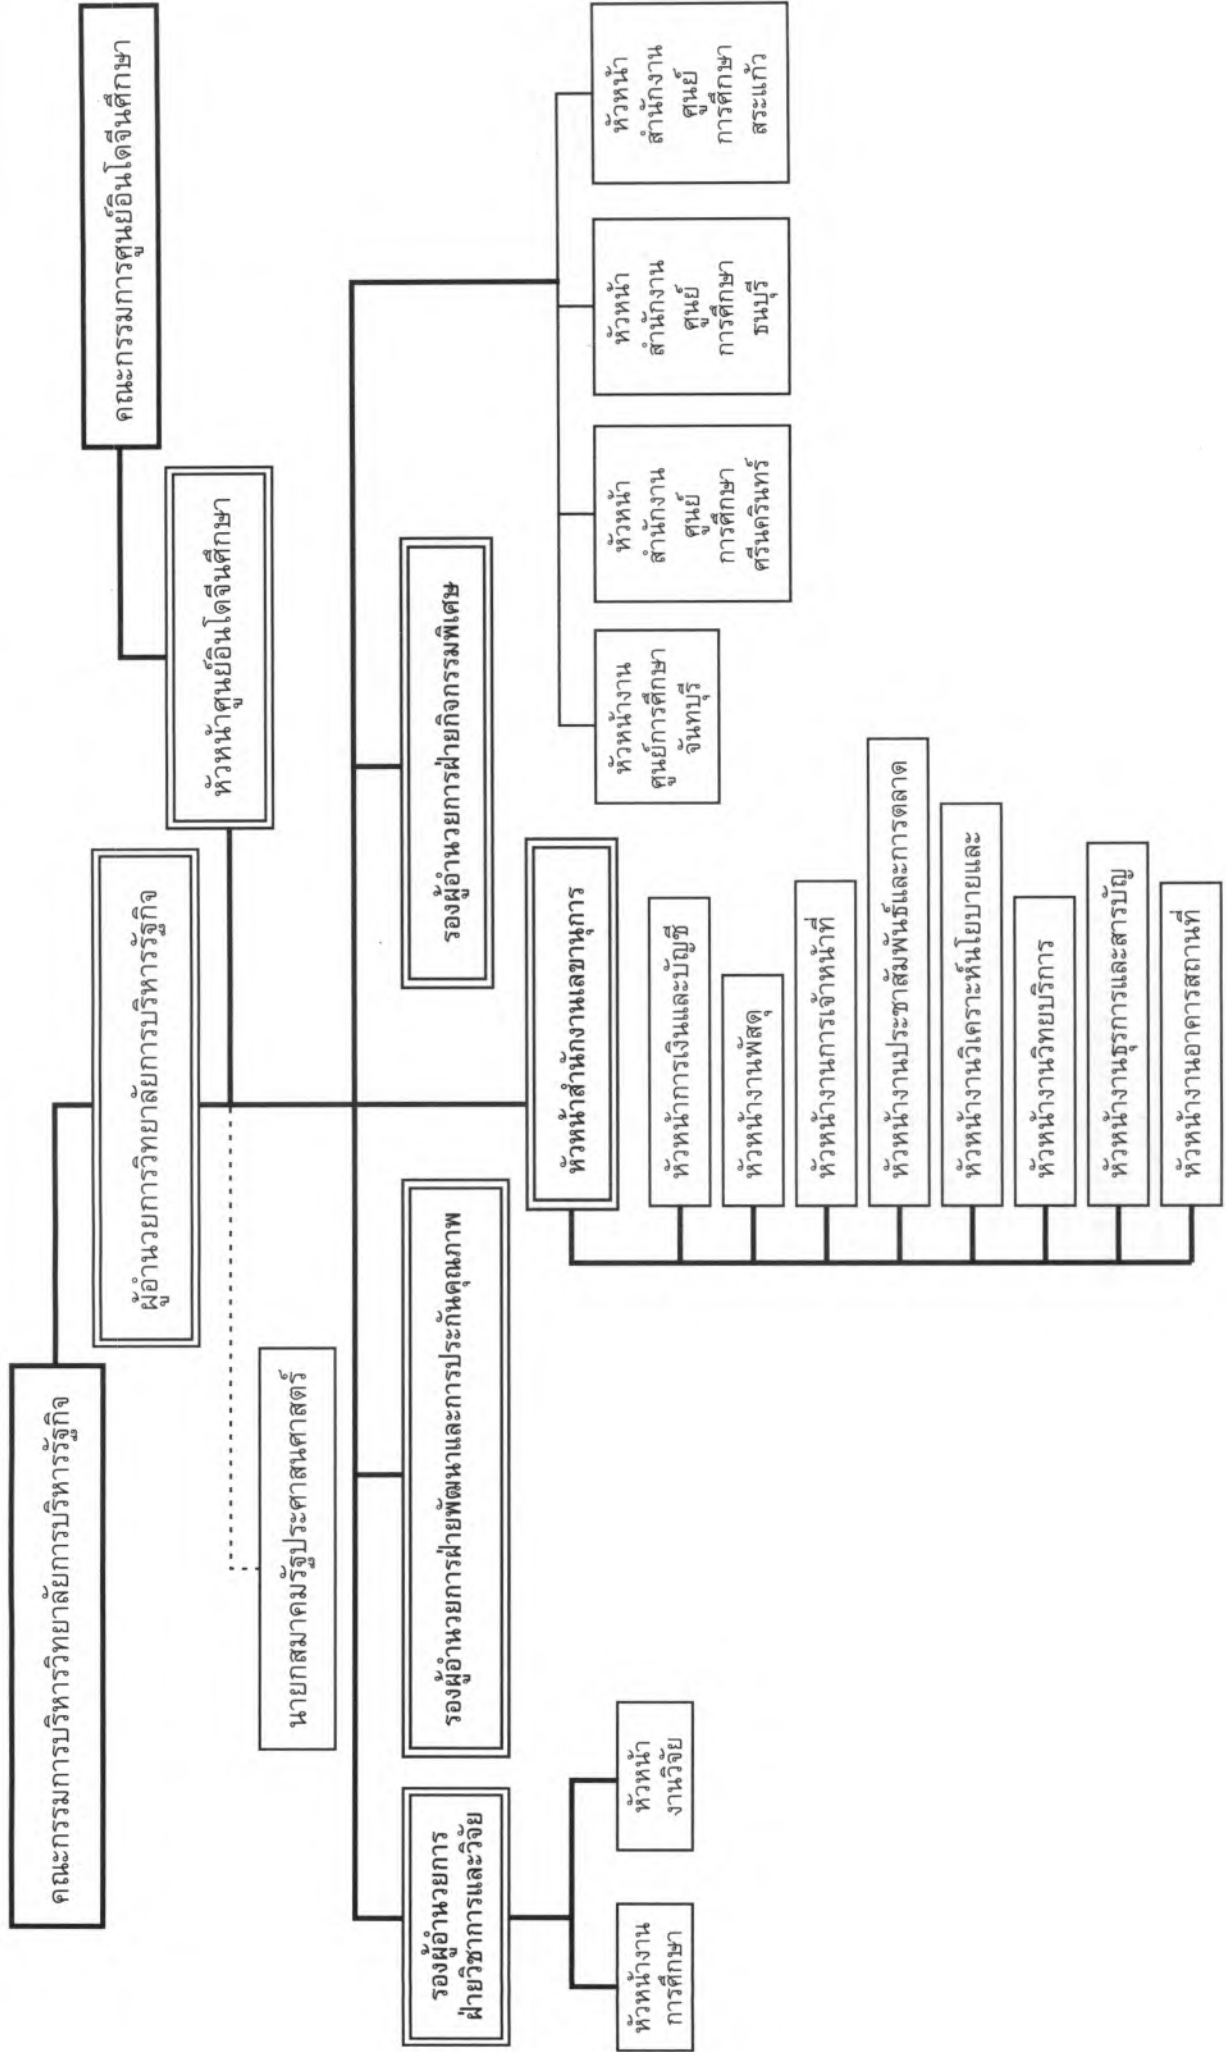 คณะกรรมการบริหารวิทยาลัยการบริหารรัฐกิจ
ผู้อำนวยการวิทยาลัยการบริหารรัฐกิจ
คณะกรรมการศูนย์อินโดจีนศึกษา
หัวหน้าศูนย์อินโดจีนศึกษา
นายกสมาคมรัฐประศาสนศาสตร์
รองผู้อำนวยการ
ฝ่ายวิชาการและวิจัย
รองผู้อำนวยการฝ่ายพัฒนาและการประกันคุณภาพ
รองผู้อำนวยการฝ่ายกิจกรรมพิเศษ
หัวหน้างาน
การศึกษา
หัวหน้า
งานวิจัย
หัวหน้าสำนักงานเลขานุการ
หัวหน้าการเงินและบัญชี
หัวหน้างานพัสดุ
หัวหน้างานการเจ้าหน้าที่
หัวหน้างานประชาสัมพันธ์และการตลาด
หัวหน้างานวิเคราะห์นโยบายและ
หัวหน้างานวิทยบริการ
หัวหน้างานธุรการและสารบัญ
หัวหน้างานอาคารสถานที่
หัวหน้างาน
ศูนย์การศึกษา
จันทบุรี
หัวหน้า
สำนักงาน
ศูนย์
การศึกษา
ศรีนครินทร์
หัวหน้า
สำนักงาน
ศูนย์
การศึกษา
ธนบุรี
หัวหน้า
สำนักงาน
ศูนย์
การศึกษา
สระแก้ว